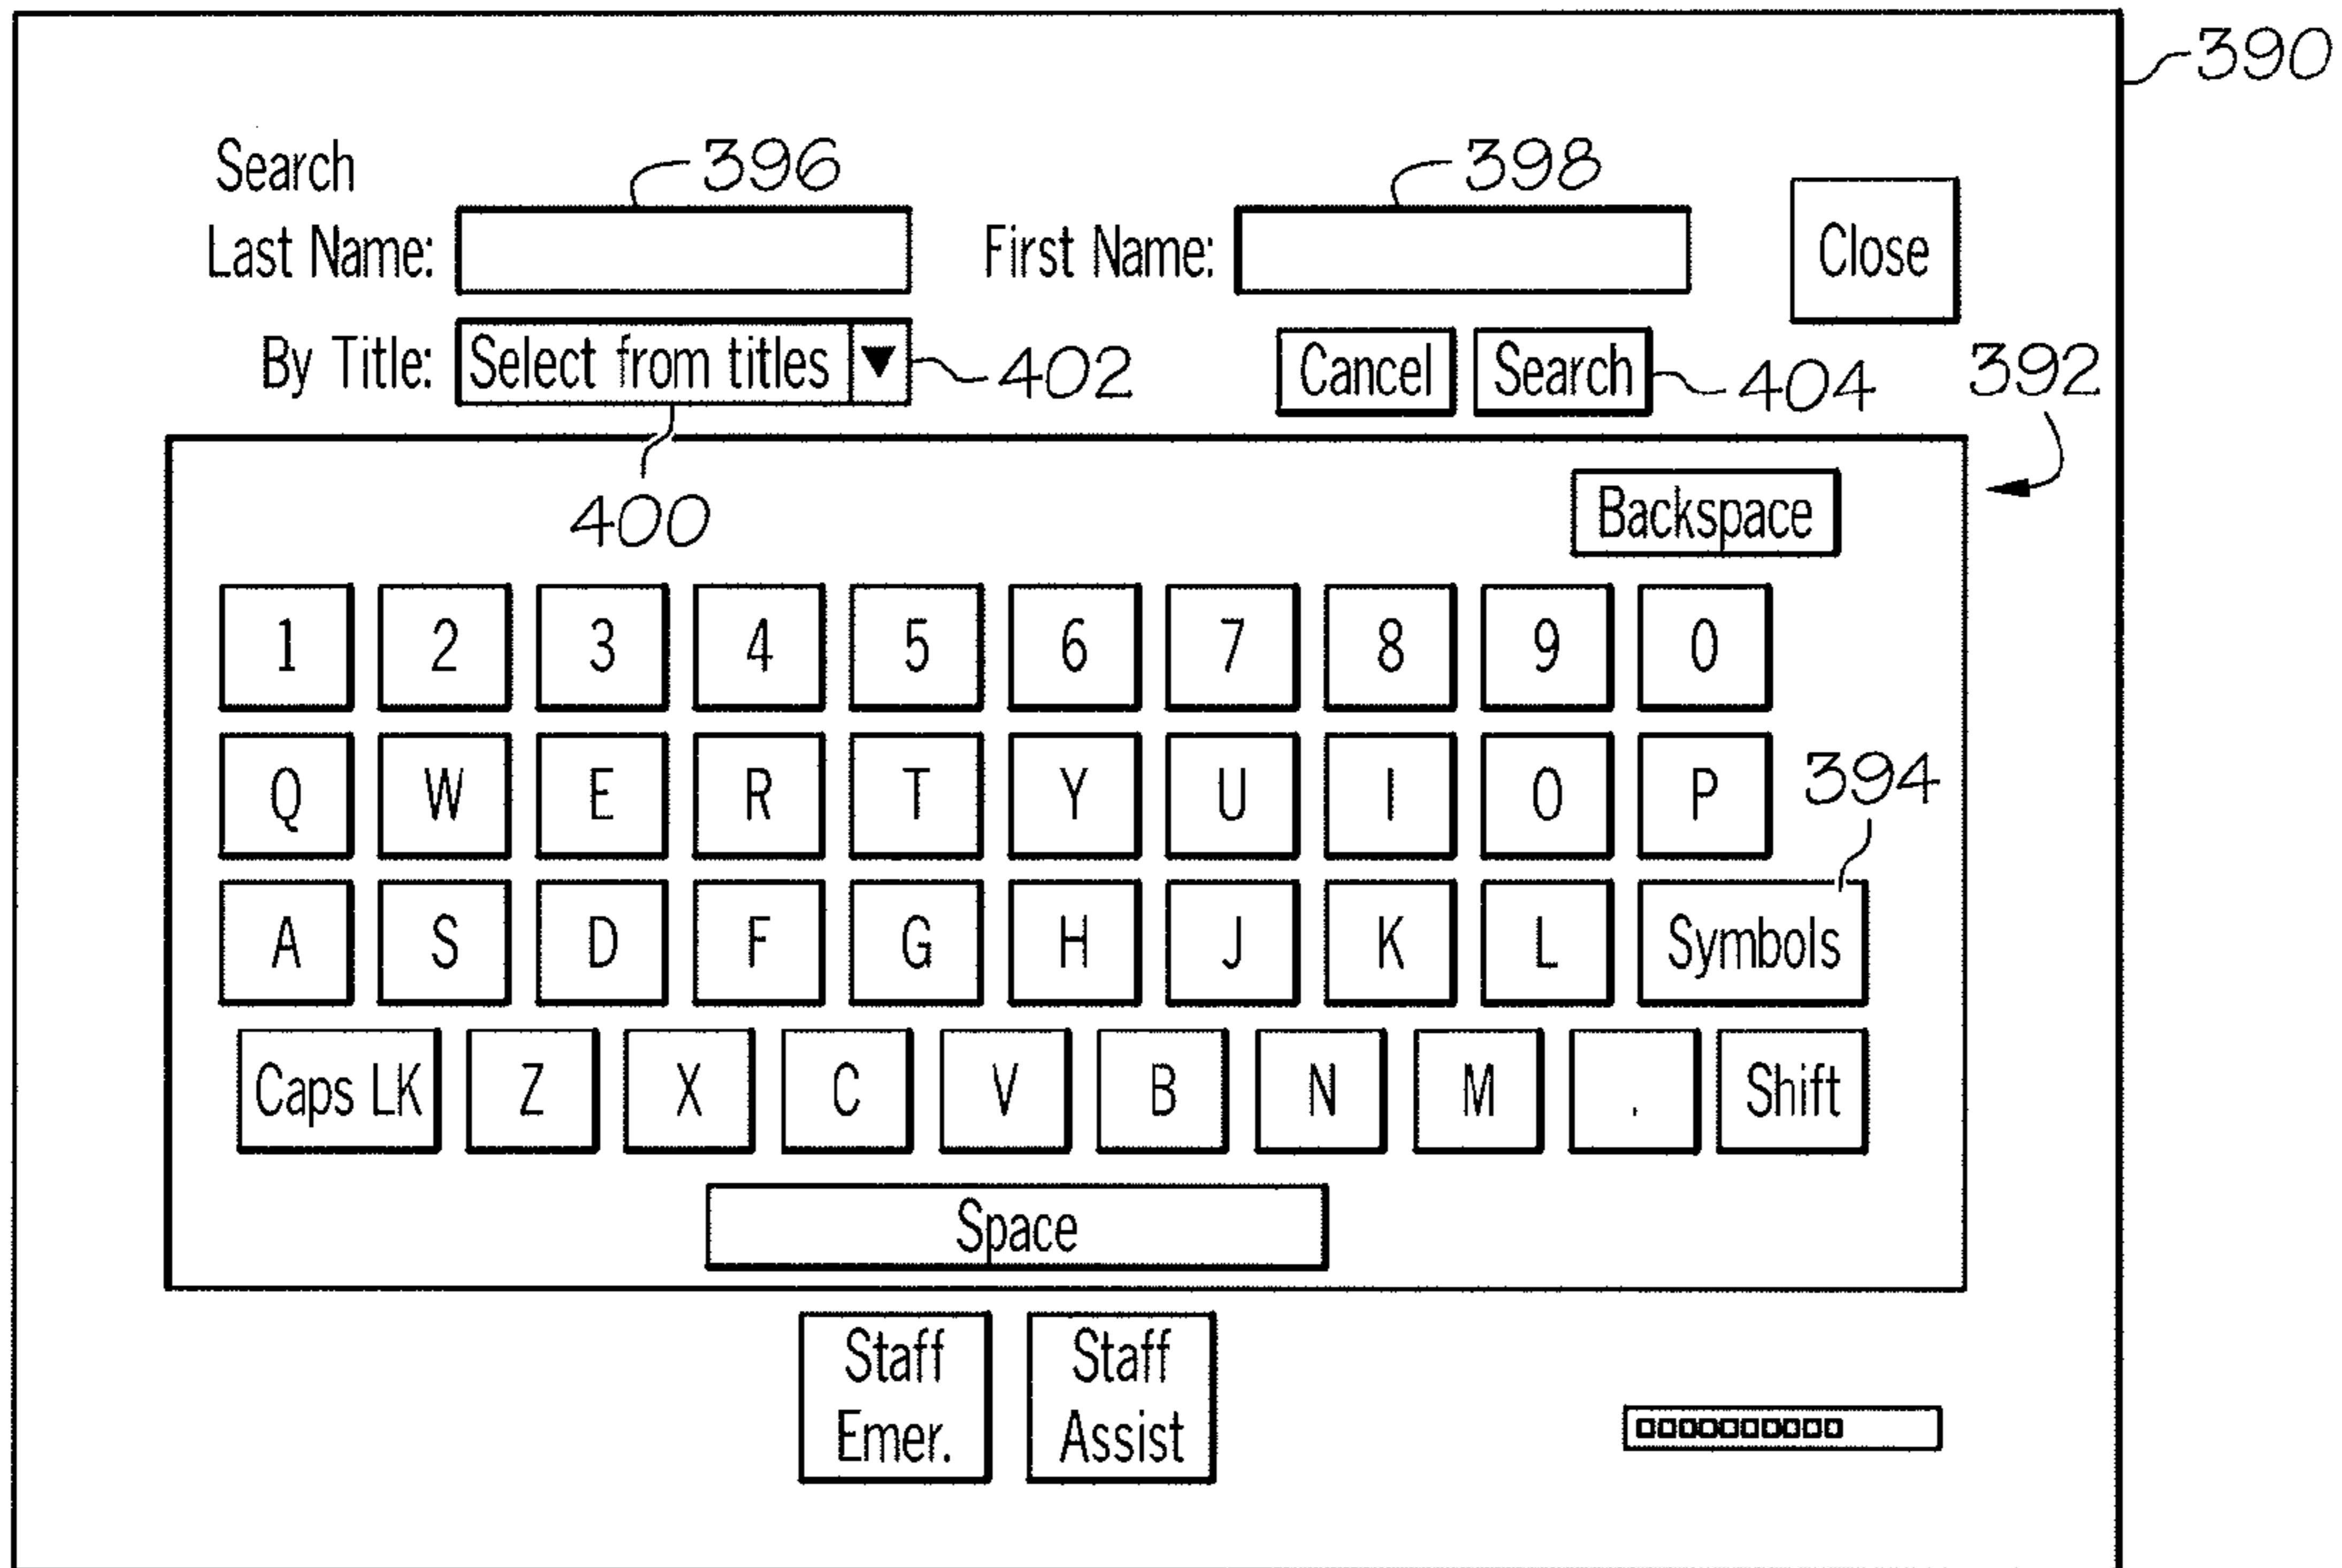 390
Search 396 398
Last Name: First Name: Close
By Title: Select from titles 402 Cancel Search 404 392
400 Backspace
1 2 3 4 5 6 7 8 9 0
Q W E R T Y U I O P 394
A S D F G H J K L Symbols
Caps LK Z X C V B N M . Shift
Space
Staff Staff
Emer. Assist